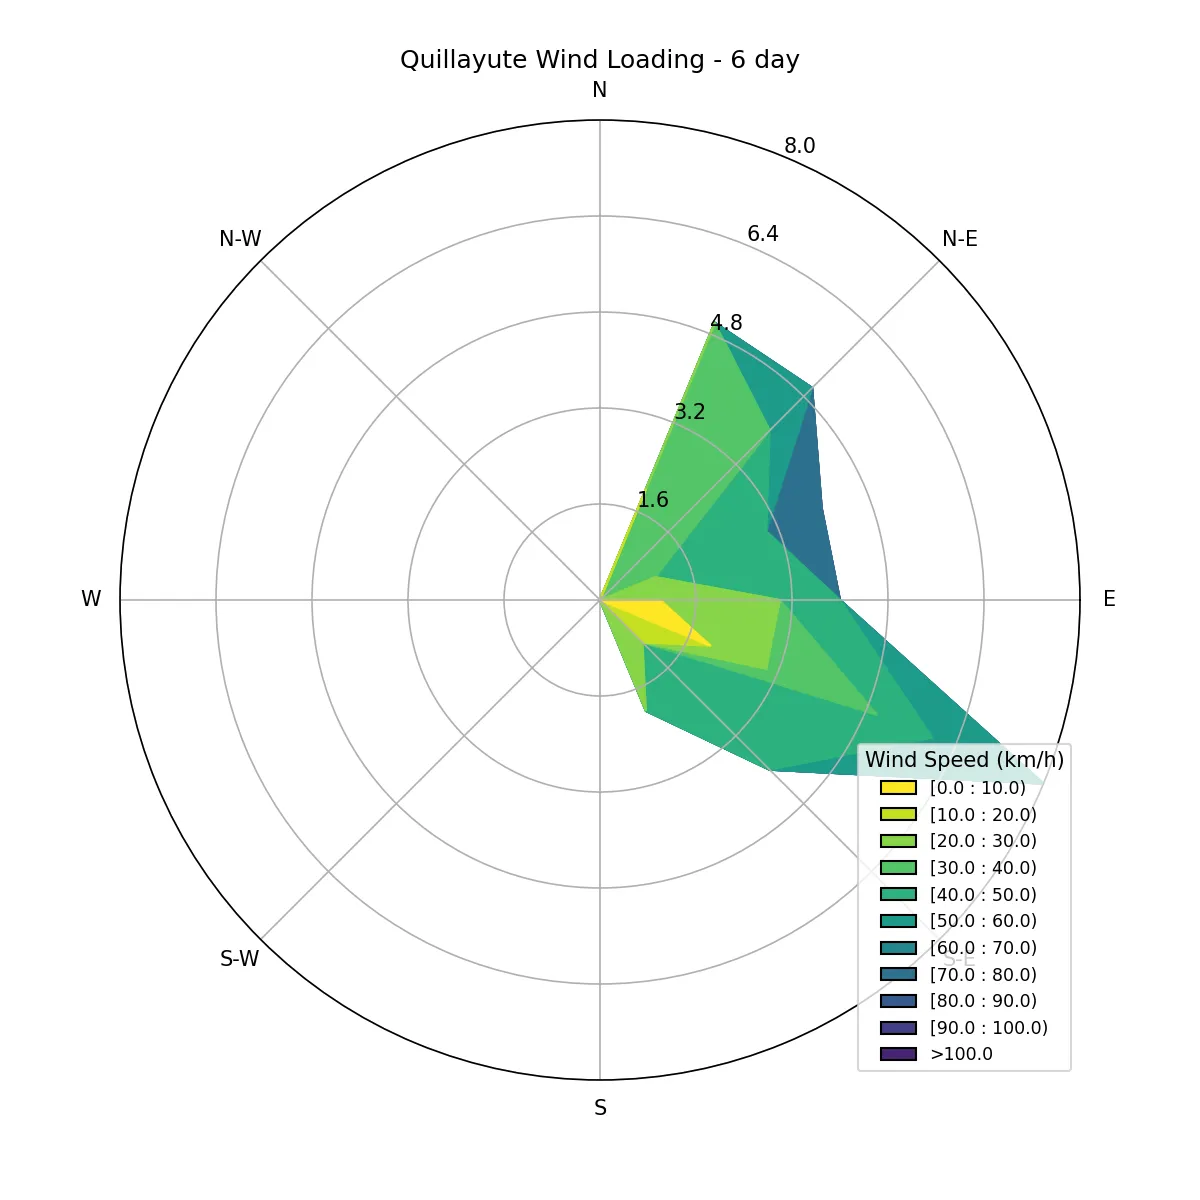 Quillayute Wind Loading - 6 day
N
8.0
6.4
N-W
N-E
4.8
3.2
1.6
W
E
Wind Speed (km/h)
[0.0 : 10.0)
[10.0 : 20.0)
[20.0 : 30.0)
[30.0 : 40.0)
[40.0 : 50.0)
[50.0 : 60.0)
[60.0 : 70.0)
[70.0 : 80.0)
[80.0 : 90.0)
[90.0 : 100.0)
>100.0
S-W
S-E
S